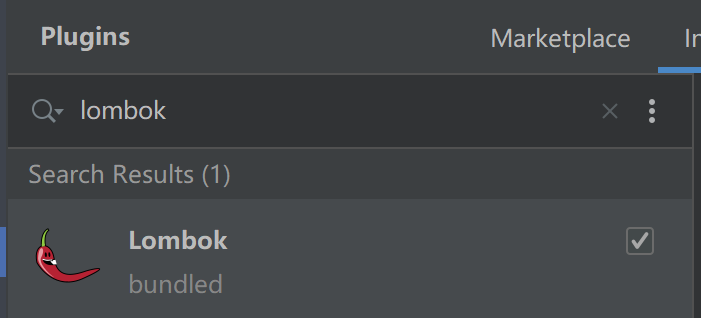 Plugins
Marketplace
lombok
Search Results (1)
Lombok
bundled